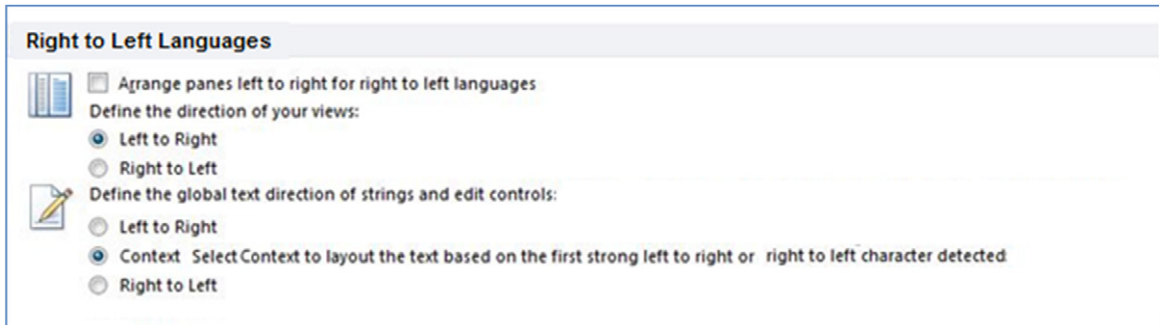 Right to Left Languages
Arrange panes left to right for right to left languages
Define the direction of your views:
Left to Right
Right to Left
Define the global text direction of strings and edit controls:
Left to Right
Context Select Context to layout the text based on the first strong left to right or right to left character detected
Right to Left